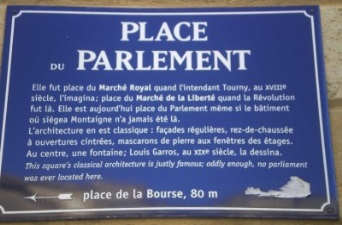 PLACE
DU PARLEMENT
Elle fut place du Marché Royal quand l'intendant Tourny, au XVIIIe
siècle, l'imagina; place du Marché de la Liberté quand la Révolution
fut là. Elle est aujourd'hui place du Parlement même si le bâtiment
où siégea Montaigne n'a jamais été là.
L'architecture en est classique : façades régulières, rez-de-chaussée
à ouvertures cintrées, mascarons de pierre aux fenêtres des étages.
Au centre, une fontaine; Louis Garros, au XIXe siècle, la dessina.
This square's classical architecture is justly famous; oddly enough, no parliament
was ever located here.
place de la Bourse, 80 m